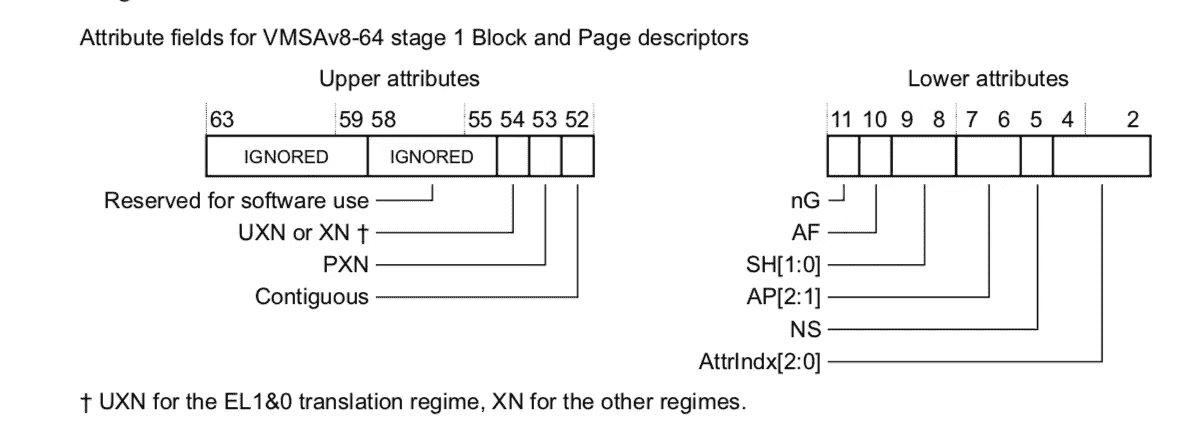 Attribute fields for VMSAv8-64 stage 1 Block and Page descriptors
Upper attributes
Lower attributes
63 59 58 55 54 53 52
11 10 9 8 7 6 5 4 2
IGNORED IGNORED
Reserved for software use
UXN or XN †
PXN
Contiguous
nG
AF
SH[1:0]
AP[2:1]
NS
AttrIndx[2:0]
† UXN for the EL1&0 translation regime, XN for the other regimes.